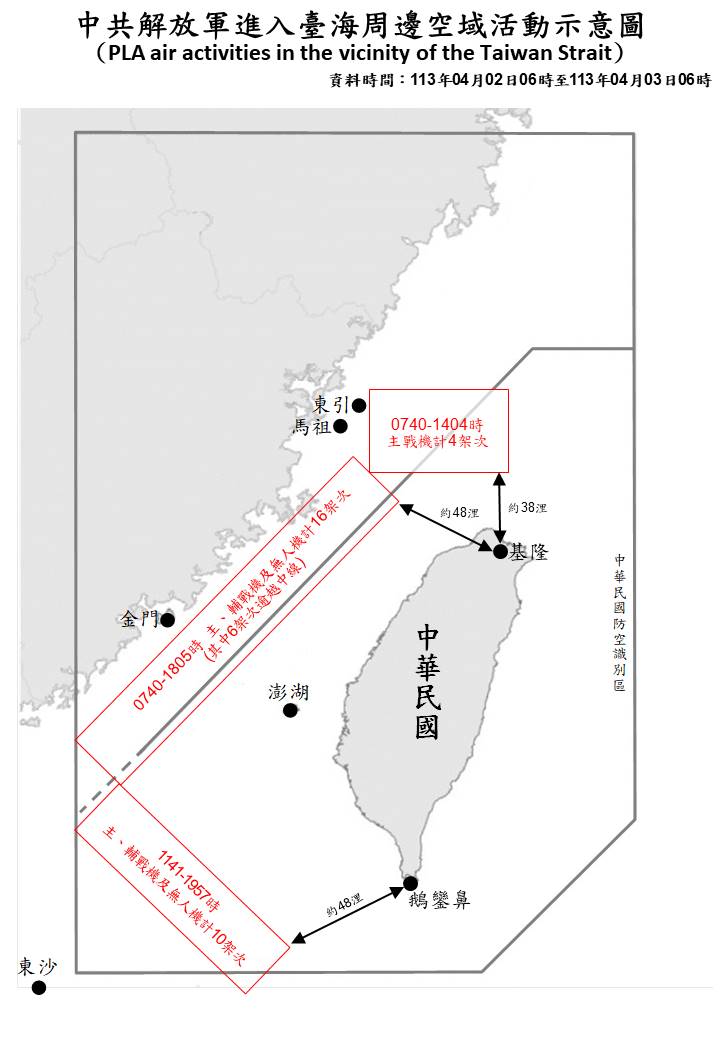 中共解放軍進入臺海周邊空域活動示意圖
（PLA air activities in the vicinity of the Taiwan Strait）
資料時間：113年04月02日06時至113年04月03日06時
東引
馬祖
0740-1404時
主戰機計4架次
約48浬
約38浬
基隆
0740-1805時 主、輔戰機及無人機計16架次
(其中6架次逾越中線)
金門
中華民國防空識別區
中華民國
澎湖
1141-1957時
主、輔戰機及無人機計10架次
約48浬
鵝鑾鼻
東沙